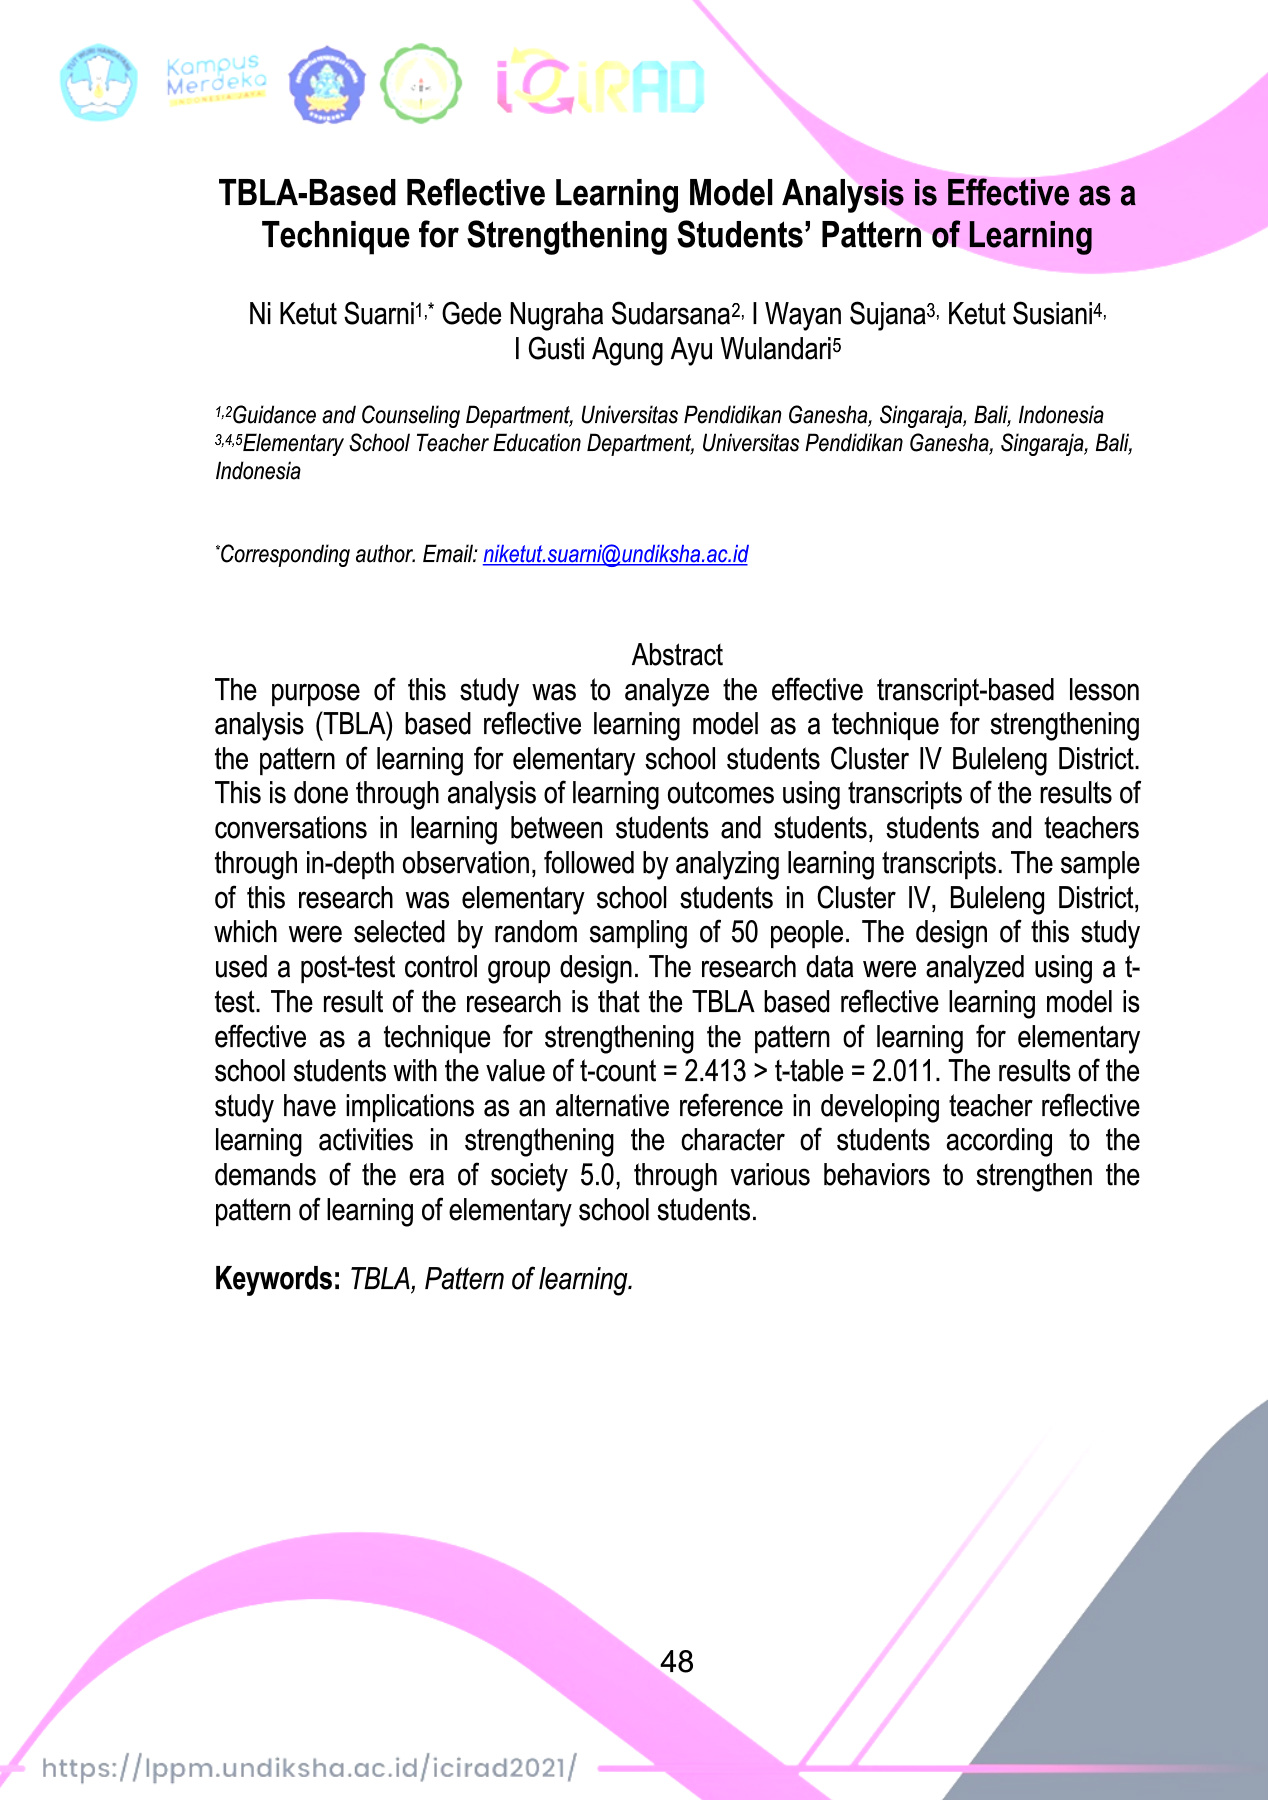 TUT WURI HANDAYANI
Kampus
Merdeka
INDONESIA JAYA
UNDIKSHA
iCiRAD
TBLA-Based Reflective Learning Model Analysis is Effective as a
Technique for Strengthening Students’ Pattern of Learning
Ni Ketut Suarni1,* Gede Nugraha Sudarsana2, I Wayan Sujana3, Ketut Susiani4,
I Gusti Agung Ayu Wulandari5
1,2Guidance and Counseling Department, Universitas Pendidikan Ganesha, Singaraja, Bali, Indonesia
3,4,5Elementary School Teacher Education Department, Universitas Pendidikan Ganesha, Singaraja, Bali,
Indonesia
*Corresponding author. Email: niketut.suarni@undiksha.ac.id
Abstract
The purpose of this study was to analyze the effective transcript-based lesson
analysis (TBLA) based reflective learning model as a technique for strengthening
the pattern of learning for elementary school students Cluster IV Buleleng District.
This is done through analysis of learning outcomes using transcripts of the results of
conversations in learning between students and students, students and teachers
through in-depth observation, followed by analyzing learning transcripts. The sample
of this research was elementary school students in Cluster IV, Buleleng District,
which were selected by random sampling of 50 people. The design of this study
used a post-test control group design. The research data were analyzed using a t-
test. The result of the research is that the TBLA based reflective learning model is
effective as a technique for strengthening the pattern of learning for elementary
school students with the value of t-count = 2.413 > t-table = 2.011. The results of the
study have implications as an alternative reference in developing teacher reflective
learning activities in strengthening the character of students according to the
demands of the era of society 5.0, through various behaviors to strengthen the
pattern of learning of elementary school students.
Keywords: TBLA, Pattern of learning.
48
https://lppm.undiksha.ac.id/icirad2021/